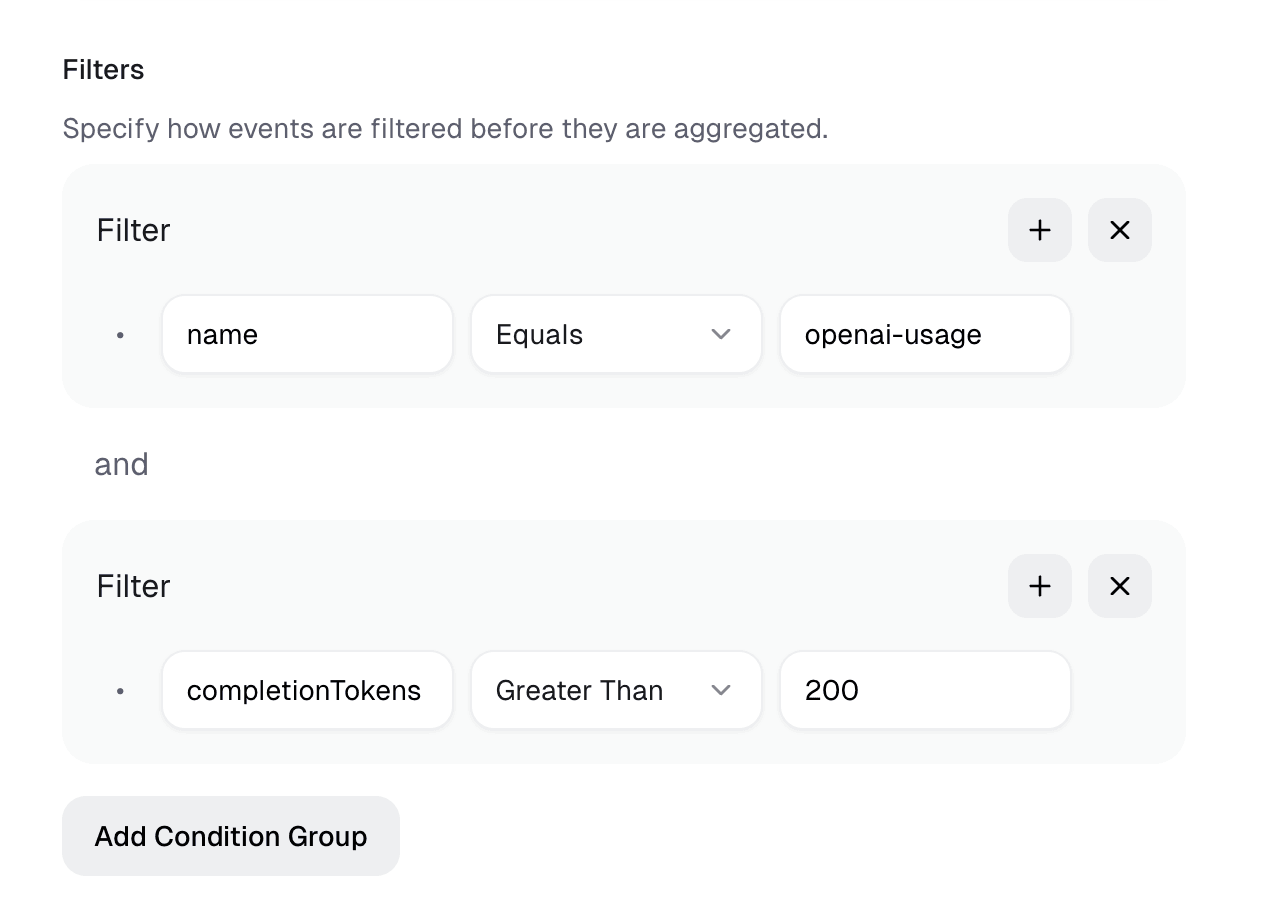 Filters
Specify how events are filtered before they are aggregated.
Filter
name Equals openai-usage
and
Filter
completionTokens Greater Than 200
Add Condition Group